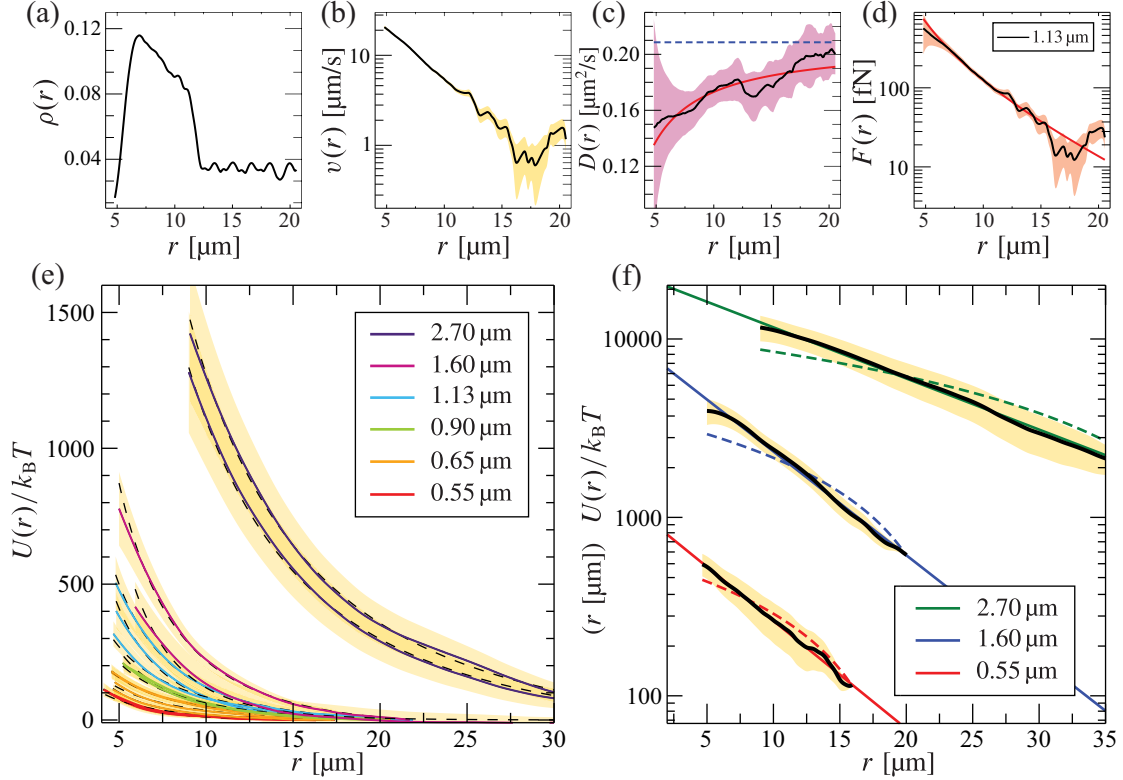 (a)
(b)
(c)
(d)
0.12
0.04
ρ(r)
5 10 15 20
r [μm]
10
1
v(r) [μm/s]
5 10 15 20
r [μm]
0.20
0.16
0.12
D(r) [μm²/s]
5 10 15 20
r [μm]
1.13 μm
100
10
F(r) [fN]
5 10 15 20
r [μm]
(e)
1500
1000
500
0
U(r)/k_BT
2.70 μm
1.60 μm
1.13 μm
0.90 μm
0.65 μm
0.55 μm
5 10 15 20 25 30
r [μm]
(f)
10000
1000
100
(r [μm]) U(r)/k_BT
2.70 μm
1.60 μm
0.55 μm
5 10 15 20 25 30 35
r [μm]